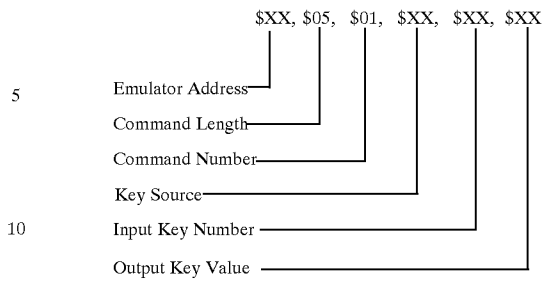 $XX, $05, $01, $XX, $XX, $XX
Emulator Address
5
Command Length
Command Number
Key Source
10
Input Key Number
Output Key Value